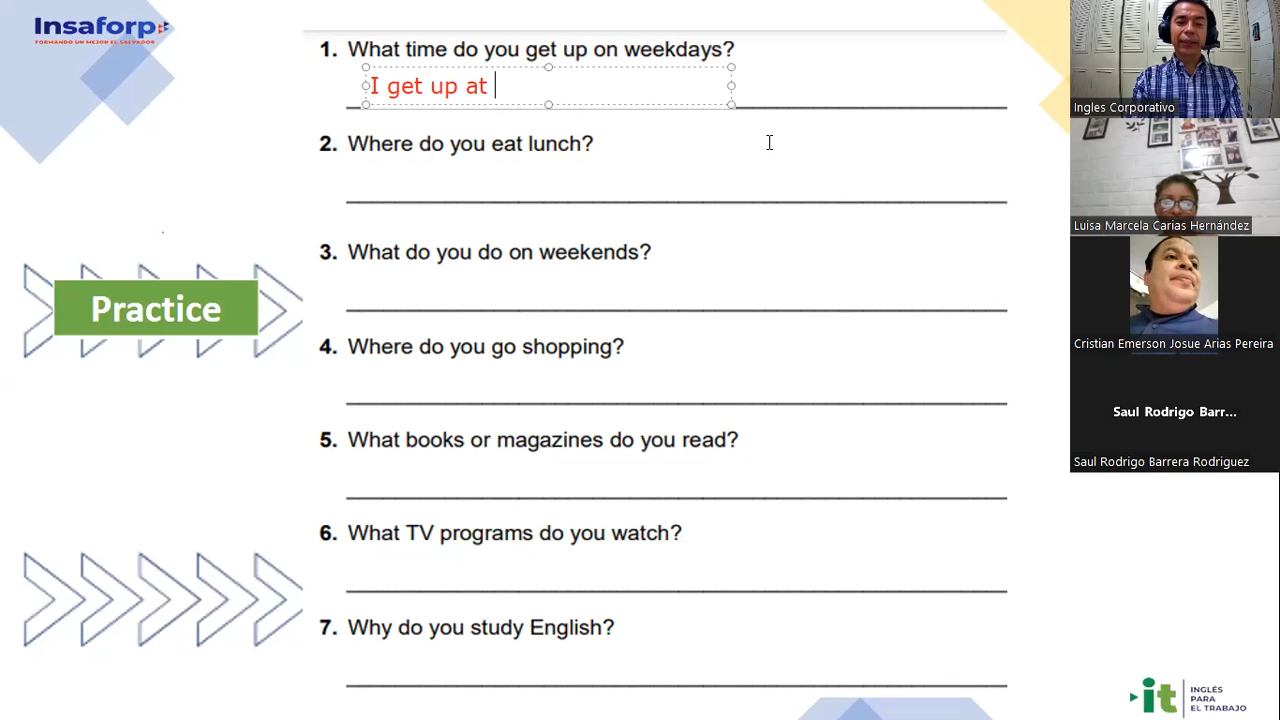 Insaforp
FORMANDO UN MEJOR EL SALVADOR
1. What time do you get up on weekdays?
I get up at
2. Where do you eat lunch?
3. What do you do on weekends?
Practice
4. Where do you go shopping?
5. What books or magazines do you read?
6. What TV programs do you watch?
7. Why do you study English?
Ingles Corporativo
Luisa Marcela Carias Hernández
Cristian Emerson Josue Arias Pereira
Saul Rodrigo Barr...
Saul Rodrigo Barrera Rodriguez
it
INGLÉS
PARA
EL TRABAJO